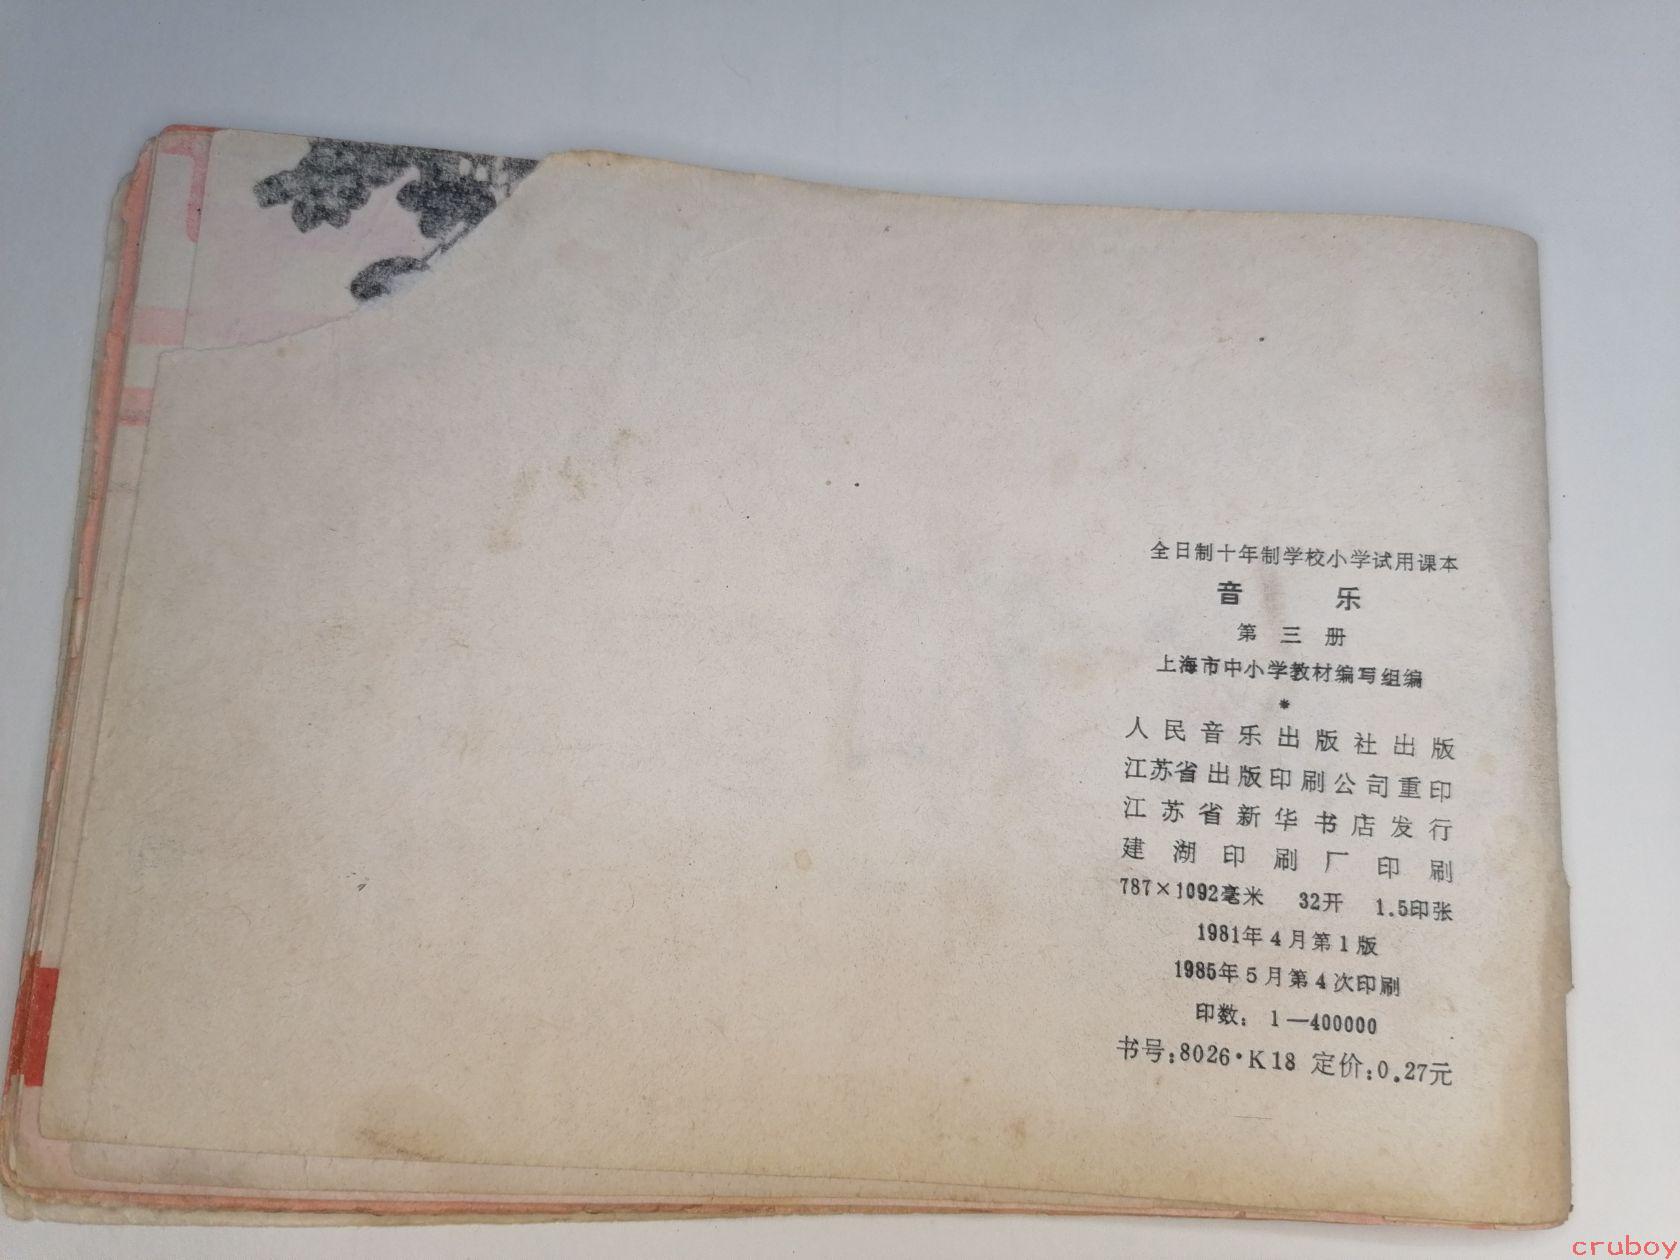 全日制十年制学校小学试用课本
音 乐
第 三 册
上海市中小学教材编写组编
*
人民音乐出版社出版
江苏省出版印刷公司重印
江苏省新华书店发行
建湖印刷厂印刷
787×1092毫米 32开 1.5印张
1981年4月第1版
1985年5月第4次印刷
印数：1—400000
书号：8026·K18 定价：0.27元
cruboy